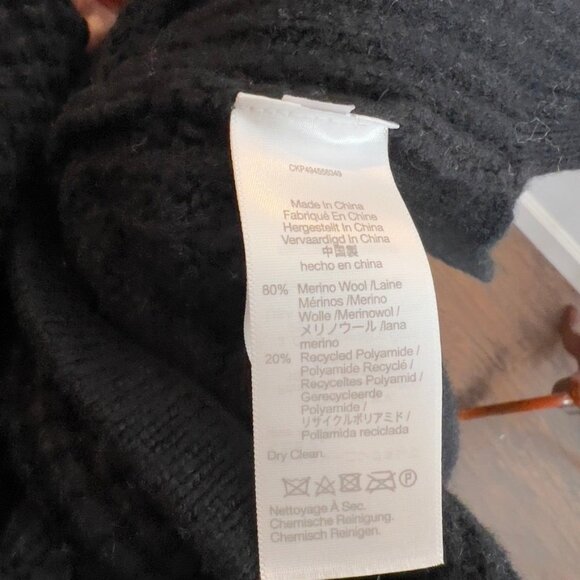 CKP494556349
Made In China
Fabriqué En Chine
Hergestellt In China
Vervaardigd In China
中国製
hecho en china
80% Merino Wool /Laine
Mérinos /Merino
Wolle /Merinowol /
メリノウール /lana
merino
20% Recycled Polyamide /
Polyamide Recyclé /
Recyceltes Polyamid /
Gerecycleerde
Polyamide /
リサイクルポリアミド /
Poliamida reciclada
Dry Clean.
P
Nettoyage À Sec.
Chemische Reinigung.
Chemisch Reinigen.